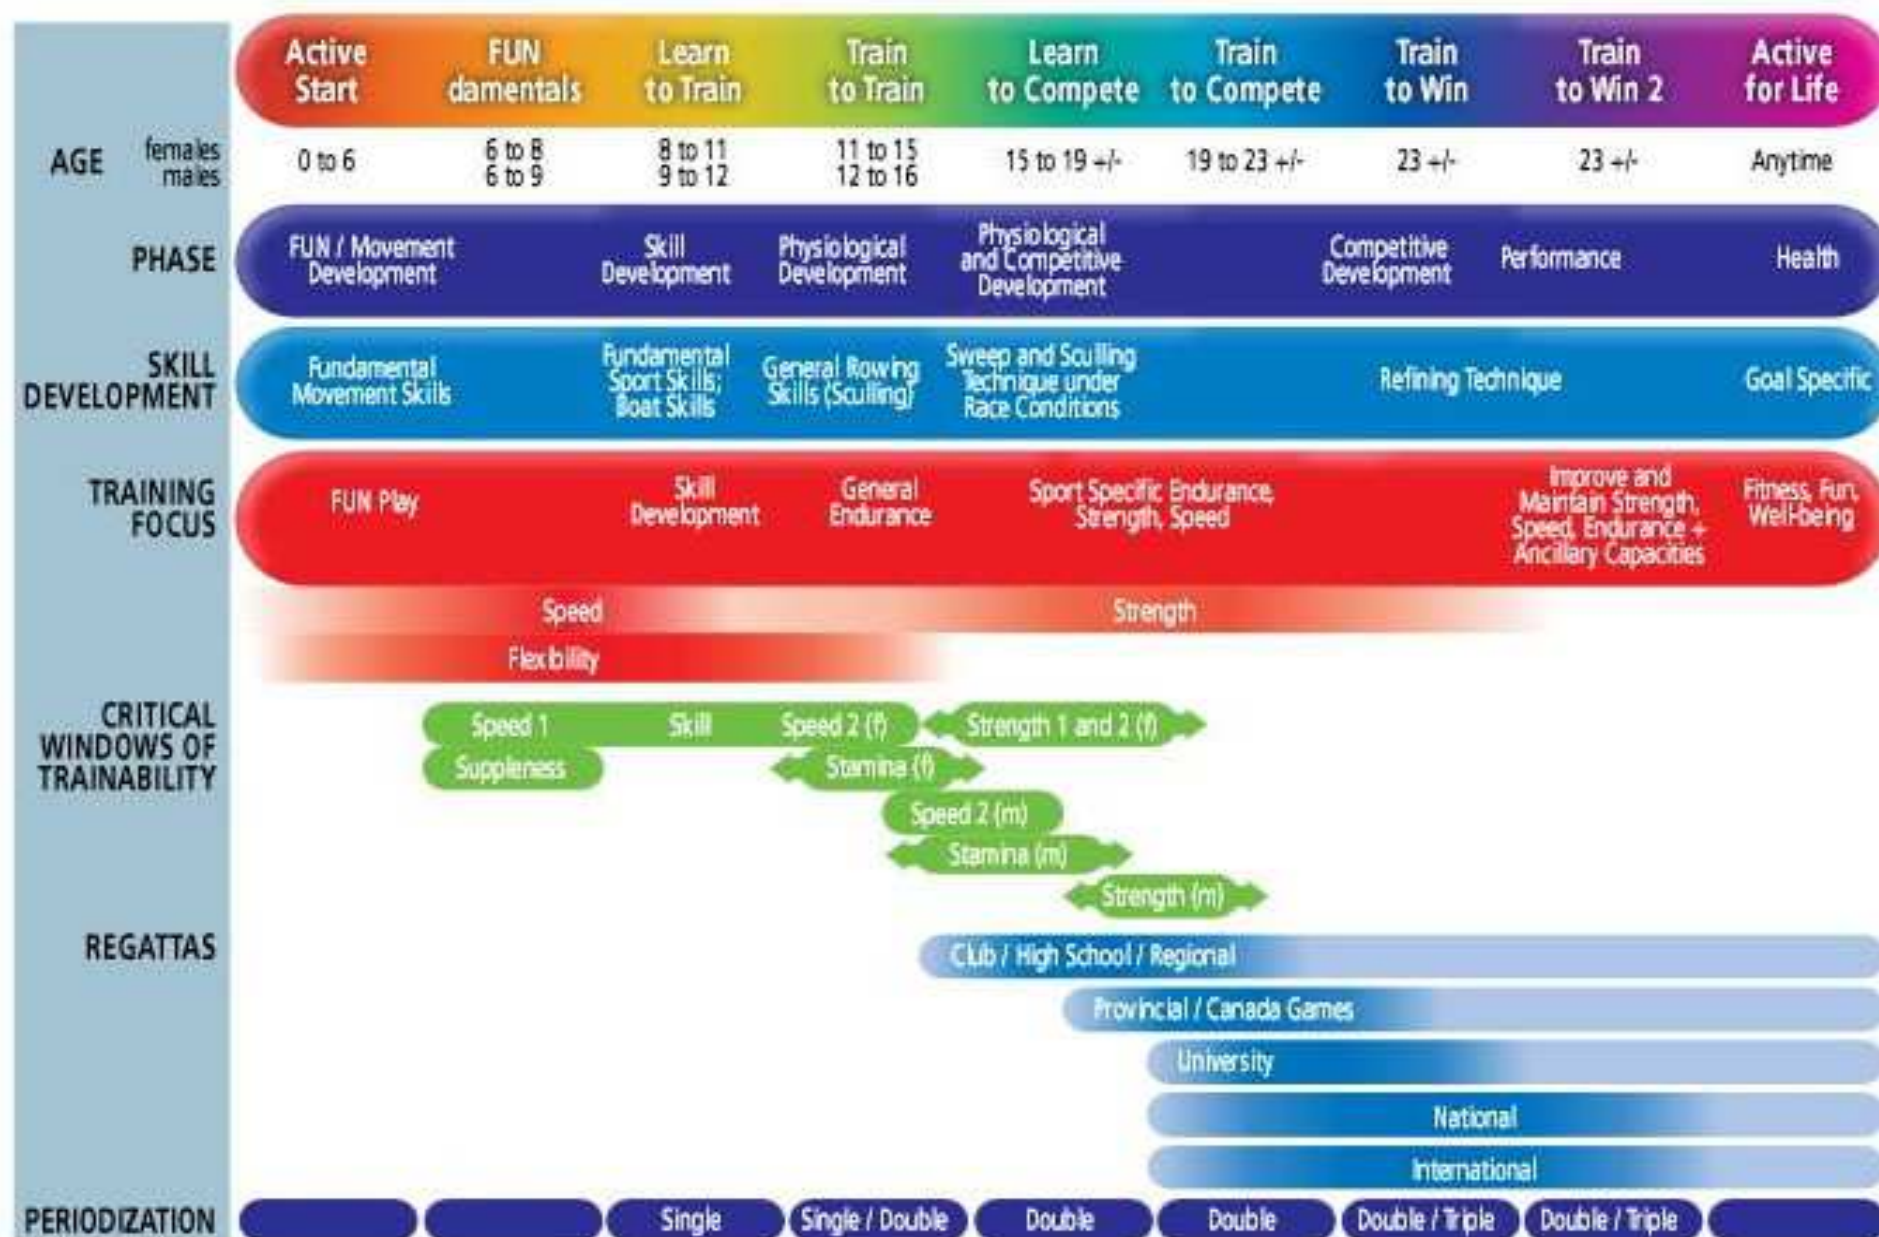 Active Start
FUN damentals
Learn to Train
Train to Train
Learn to Compete
Train to Compete
Train to Win
Train to Win 2
Active for Life
AGE
females
males
0 to 6
6 to 8
6 to 9
8 to 11
9 to 12
11 to 15
12 to 16
15 to 19 +/-
19 to 23 +/-
23 +/-
23 +/-
Anytime
PHASE
FUN / Movement
Development
Skill
Development
Physiological
Development
Physiological
and Competitive
Development
Competitive
Development
Performance
Health
SKILL
DEVELOPMENT
Fundamental
Movement Skills
Fundamental
Sport Skills;
Boat Skills
General Rowing
Skills (Sculling)
Sweep and Sculling
Technique under
Race Conditions
Refining Technique
Goal Specific
TRAINING
FOCUS
FUN Play
Skill
Development
General
Endurance
Sport Specific Endurance,
Strength, Speed
Improve and
Maintain Strength,
Speed, Endurance +
Ancillary Capacities
Fitness, Fun,
Well-being
Speed
Strength
Flexibility
CRITICAL
WINDOWS OF
TRAINABILITY
Speed 1
Skill
Speed 2 (f)
Strength 1 and 2 (f)
Suppleness
Stamina (f)
Speed 2 (m)
Stamina (m)
Strength (m)
REGATTAS
Club / High School / Regional
Provincial / Canada Games
University
National
International
PERIODIZATION
Single
Single / Double
Double
Double
Double / Triple
Double / Triple